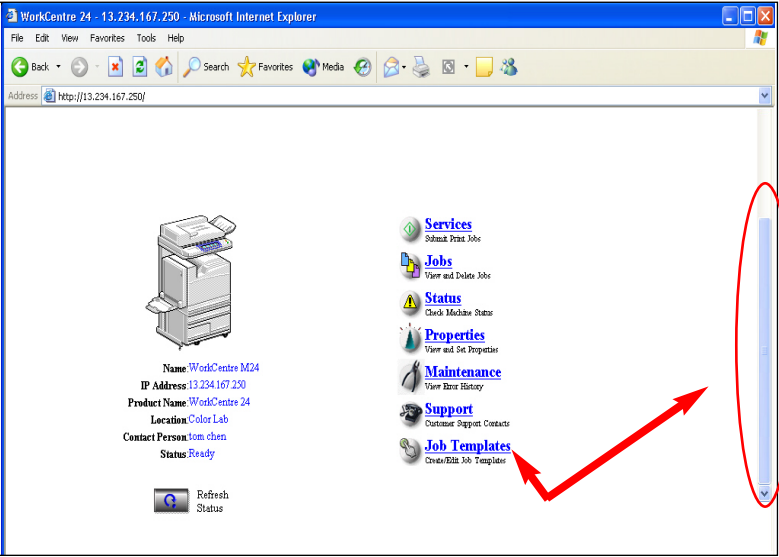 WorkCentre 24 - 13.234.167.250 - Microsoft Internet Explorer
File Edit View Favorites Tools Help
Back Search Favorites Media
Address http://13.234.167.250/
Services
Submit Print Jobs
Jobs
View and Delete Jobs
Status
Check Machine Status
Properties
View and Set Properties
Maintenance
View Error History
Support
Customer Support Contacts
Job Templates
Create/Edit Job Templates
Name:WorkCentre M24
IP Address:13.234.167.250
Product Name:WorkCentre 24
Location:Color Lab
Contact Person:tom chen
Status:Ready
Refresh
Status